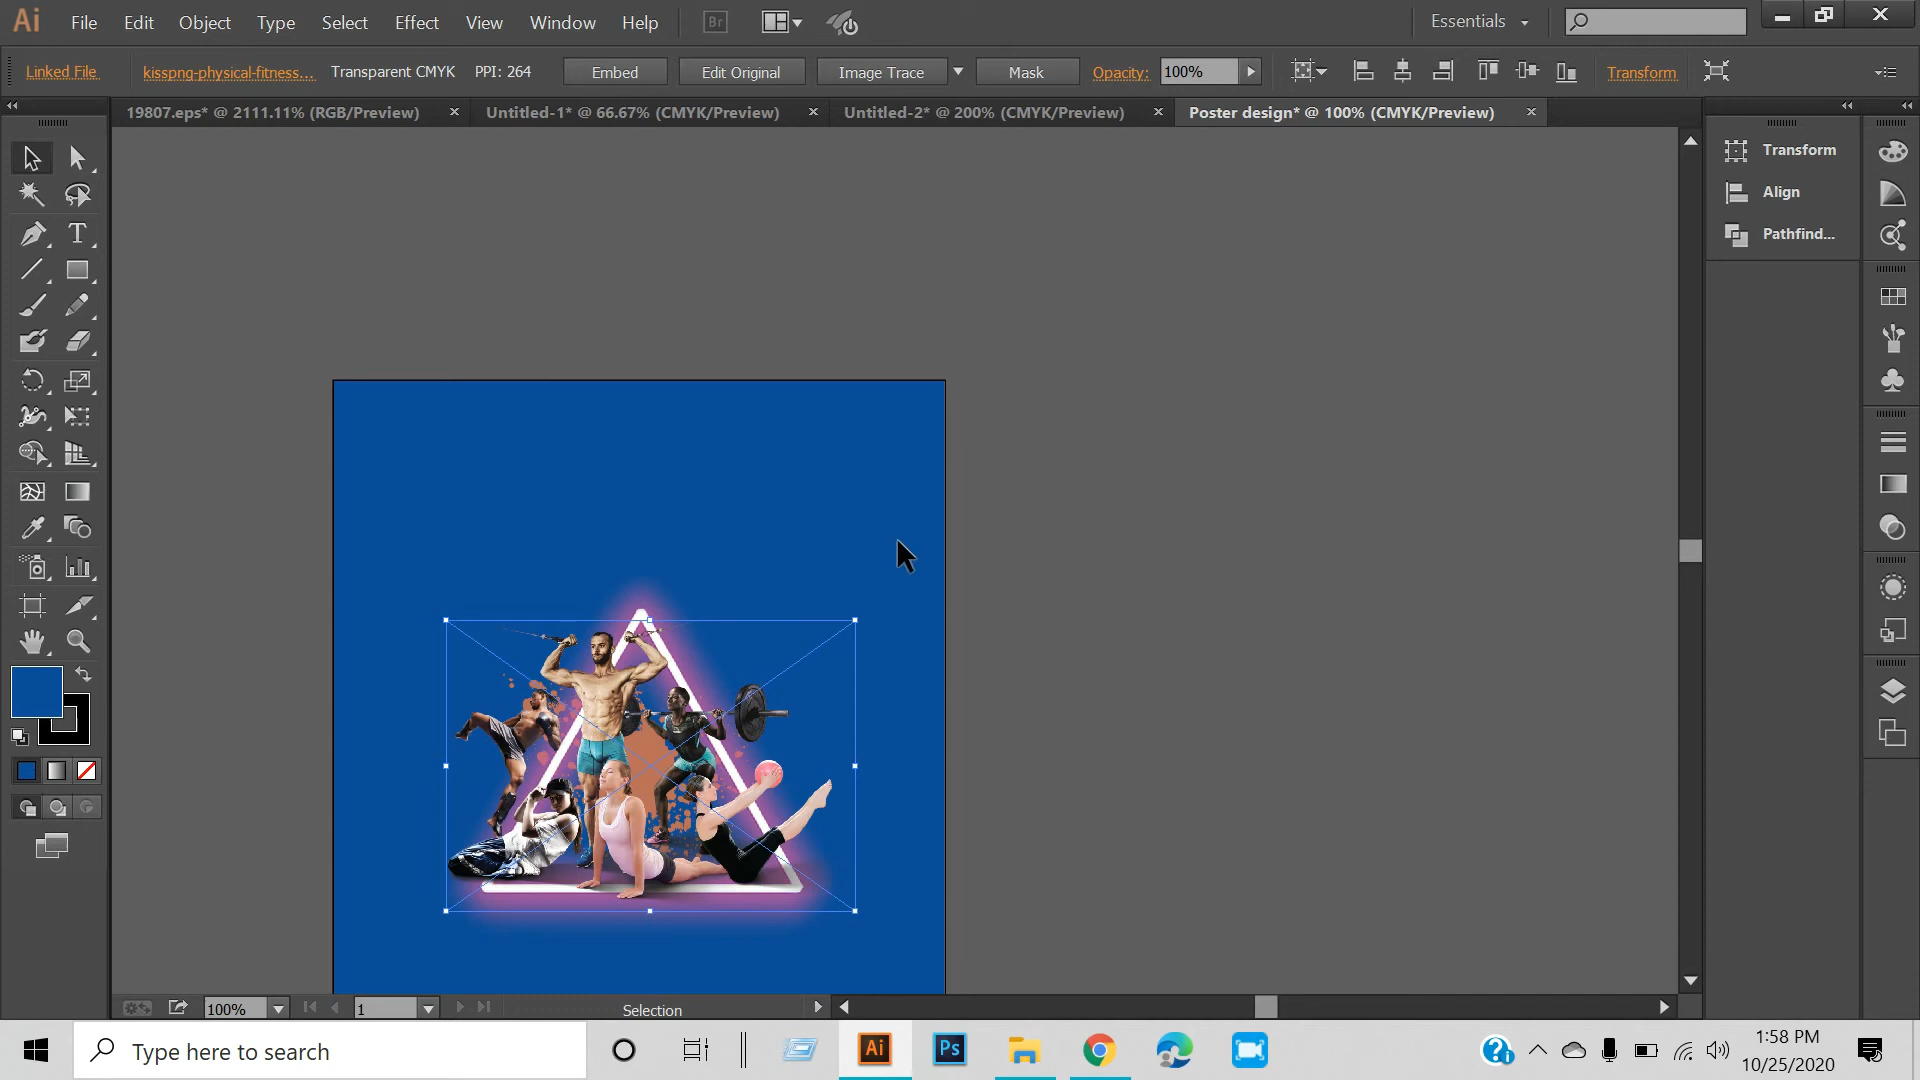 Ai File Edit Object Type Select Effect View Window Help Br Essentials
Linked File kisspng-physical-fitness... Transparent CMYK PPI: 264 Embed Edit Original Image Trace Mask Opacity: 100% Transform
19807.eps* @ 2111.11% (RGB/Preview) Untitled-1* @ 66.67% (CMYK/Preview) Untitled-2* @ 200% (CMYK/Preview) Poster design* @ 100% (CMYK/Preview)
Transform
Align
Pathfind...
T
100% 1 Selection
Type here to search Ai Ps
1:58 PM
10/25/2020